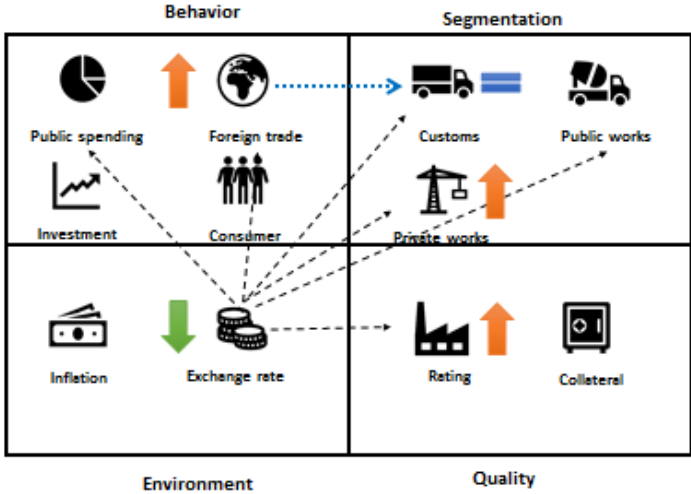 Behavior
Segmentation
Public spending
Foreign trade
Customs
Public works
Investment
Consumer
Private works
Inflation
Exchange rate
Rating
Collateral
Environment
Quality